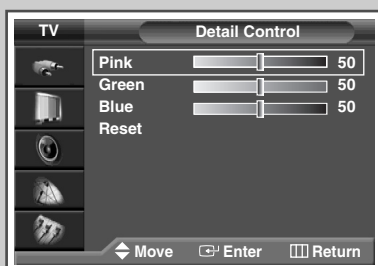 TV Detail Control
Pink 50
Green 50
Blue 50
Reset
Move Enter Return